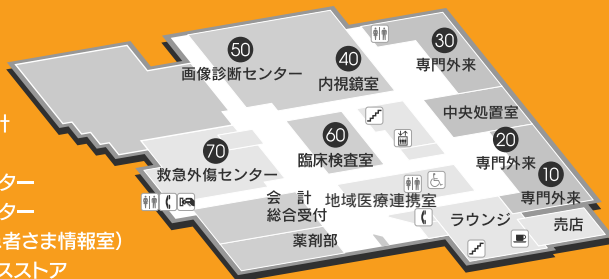 50
画像診断センター
40
内視鏡室
30
専門外来
中央処置室
計
60
臨床検査室
20
専門外来
70
救急外傷センター
10
専門外来
ター
ター
会 計
総合受付
地域医療連携室
ラウンジ
売店
者さま情報室）
薬剤部
スストア